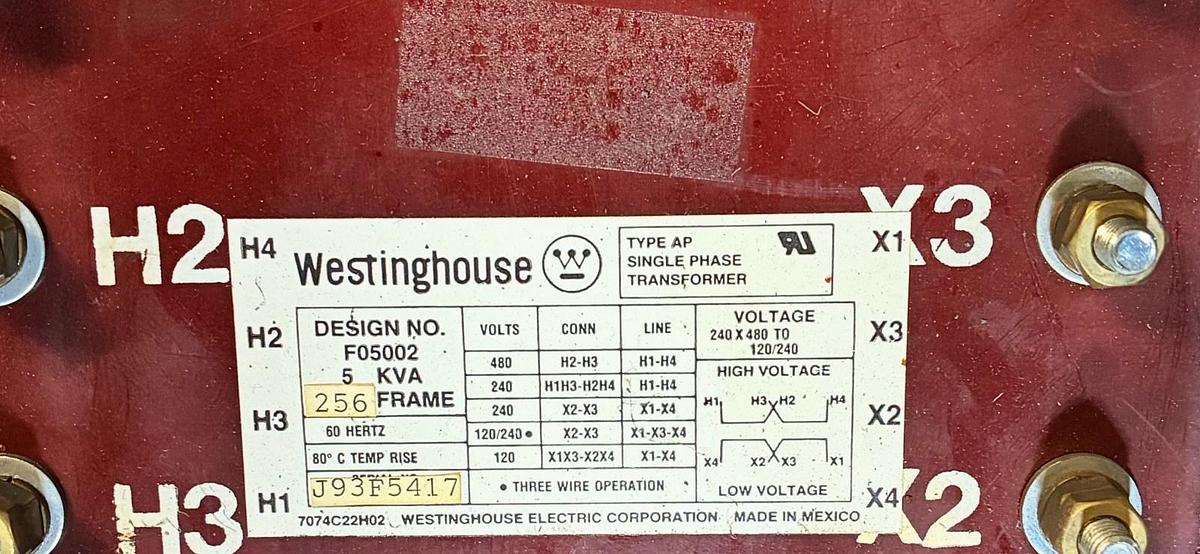 H2
X3
H4
Westinghouse
TYPE AP
SINGLE PHASE
TRANSFORMER
X1
H2
DESIGN NO.
F05002
5 KVA
256 FRAME
60 HERTZ
80° C TEMP RISE
J93F5417
VOLTS CONN LINE
480 H2-H3 H1-H4
240 H1H3-H2H4 H1-H4
240 X2-X3 X1-X4
120/240 • X2-X3 X1-X3-X4
120 X1X3-X2X4 X1-X4
• THREE WIRE OPERATION
VOLTAGE
240 X 480 TO
120/240
HIGH VOLTAGE
H1 H3 H2 H4
X4 X2 X3 X1
LOW VOLTAGE
X3
H3
X2
H1
X4
7074C22H02 WESTINGHOUSE ELECTRIC CORPORATION MADE IN MEXICO
H3
X2